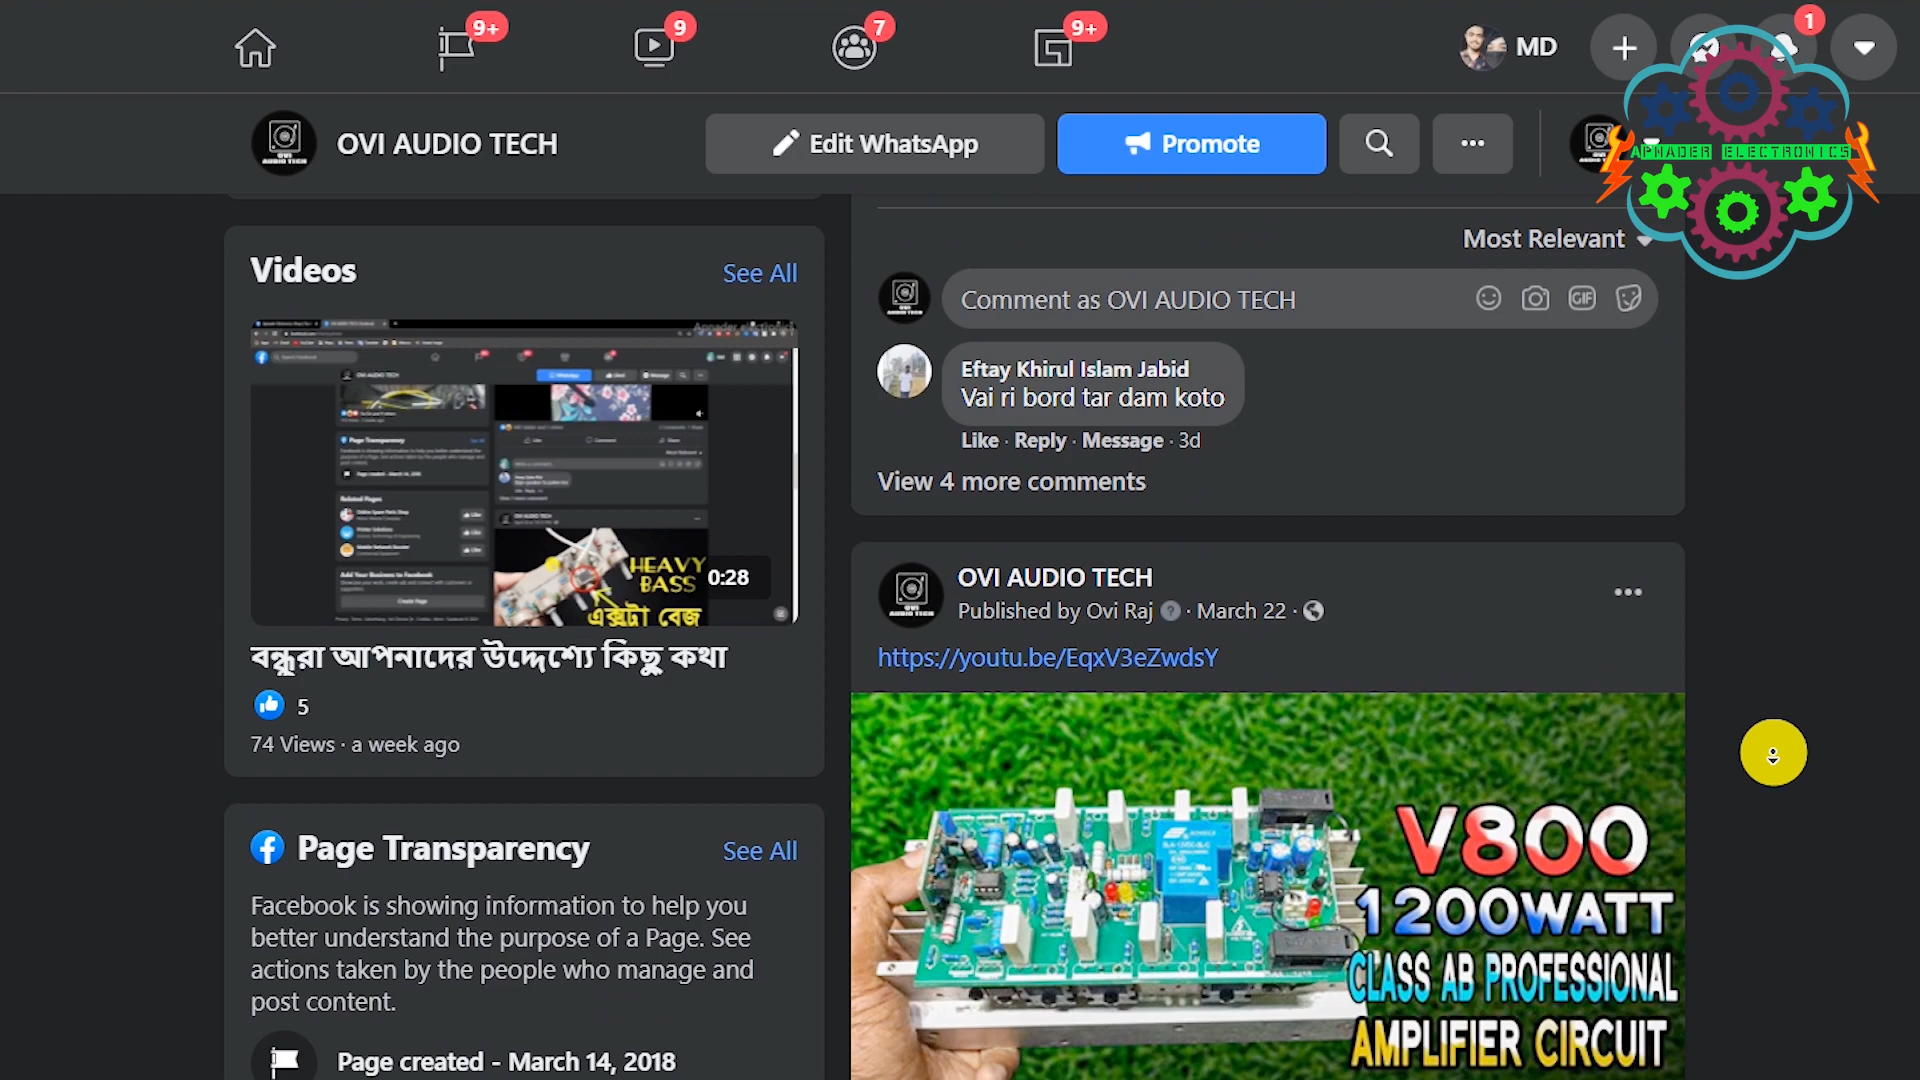 9+
9
7
9+
MD
1
OVI AUDIO TECH
Edit WhatsApp
Promote
APNADER ELECTRONICS
Videos
See All
HEAVY
BASS
এক্সট্রা বেজ
0:28
বন্ধুরা আপনাদের উদ্দেশ্যে কিছু কথা
5
74 Views · a week ago
Page Transparency
See All
Facebook is showing information to help you
better understand the purpose of a Page. See
actions taken by the people who manage and
post content.
Page created - March 14, 2018
Most Relevant
Comment as OVI AUDIO TECH
GIF
Eftay Khirul Islam Jabid
Vai ri bord tar dam koto
Like · Reply · Message · 3d
View 4 more comments
OVI AUDIO TECH
Published by Ovi Raj · March 22 ·
https://youtu.be/EqxV3eZwdsY
V800
1200WATT
CLASS AB PROFESSIONAL
AMPLIFIER CIRCUIT